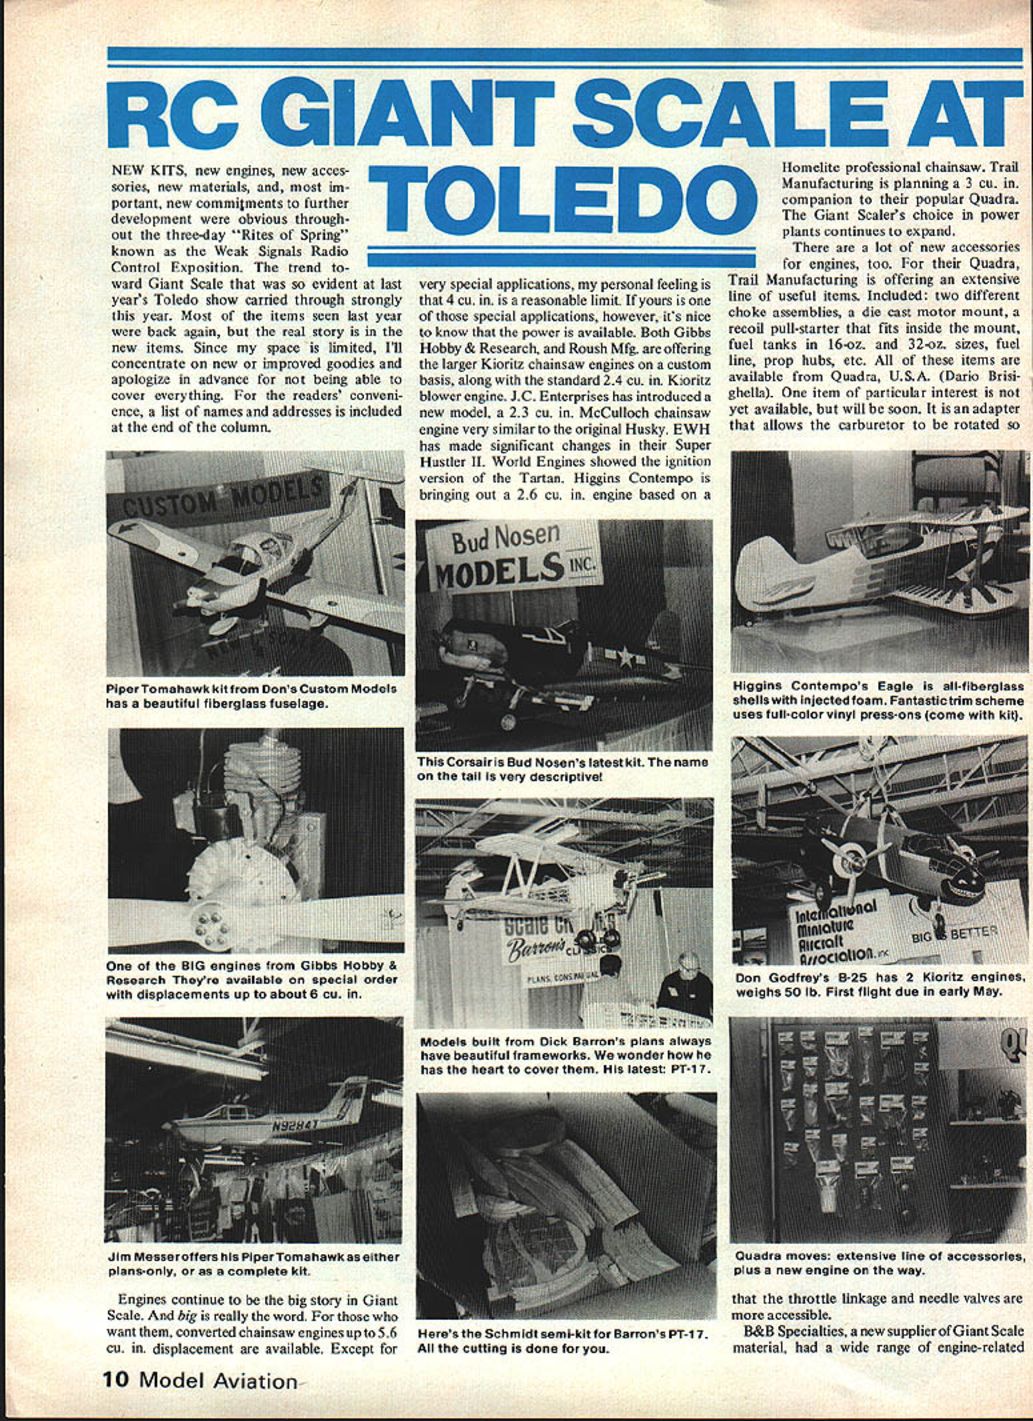 RC GIANT SCALE AT
TOLEDO
NEW KITS, new engines, new acces-
sories, new materials, and, most im-
portant, new commitments to further
development were obvious through-
out the three-day “Rites of Spring”
known as the Weak Signals Radio
Control Exposition. The trend to-
ward Giant Scale that was so evident at last
year's Toledo show carried through strongly
this year. Most of the items seen last year
were back again, but the real story is in the
new items. Since my space is limited, I'll
concentrate on new or improved goodies and
apologize in advance for not being able to
cover everything. For the readers' conveni-
ence, a list of names and addresses is included
at the end of the column.
CUSTOM MODELS
Piper Tomahawk kit from Don's Custom Models
has a beautiful fiberglass fuselage.
One of the BIG engines from Gibbs Hobby &
Research They're available on special order
with displacements up to about 6 cu. in.
N9284T
Jim Messer offers his Piper Tomahawk as either
plans-only, or as a complete kit.
Engines continue to be the big story in Giant
Scale. And big is really the word. For those who
want them, converted chainsaw engines up to 5.6
cu. in. displacement are available. Except for
very special applications, my personal feeling is
that 4 cu. in. is a reasonable limit. If yours is one
of those special applications, however, it's nice
to know that the power is available. Both Gibbs
Hobby & Research, and Roush Mfg. are offering
the larger Kioritz chainsaw engines on a custom
basis, along with the standard 2.4 cu. in. Kioritz
blower engine. J.C. Enterprises has introduced a
new model, a 2.3 cu. in. McCulloch chainsaw
engine very similar to the original Husky. EWH
has made significant changes in their Super
Hustler II. World Engines showed the ignition
version of the Tartan. Higgins Contempo is
bringing out a 2.6 cu. in. engine based on a
Bud Nosen
MODELS INC.
This Corsair is Bud Nosen's latest kit. The name
on the tail is very descriptive!
Scale
Barron's CLASSICS
Models built from Dick Barron's plans always
have beautiful frameworks. We wonder how he
has the heart to cover them. His latest: PT-17.
Here's the Schmidt semi-kit for Barron's PT-17.
All the cutting is done for you.
Homelite professional chainsaw. Trail
Manufacturing is planning a 3 cu. in.
companion to their popular Quadra.
The Giant Scaler's choice in power
plants continues to expand.
There are a lot of new accessories
for engines, too. For their Quadra,
Trail Manufacturing is offering an extensive
line of useful items. Included: two different
choke assemblies, a die cast motor mount, a
recoil pull-starter that fits inside the mount,
fuel tanks in 16-oz. and 32-oz. sizes, fuel
line, prop hubs, etc. All of these items are
available from Quadra, U.S.A. (Dario Brisi-
ghella). One item of particular interest is not
yet available, but will be soon. It is an adapter
that allows the carburetor to be rotated so
Higgins Contempo's Eagle is all-fiberglass
shells with injected foam. Fantastic trim scheme
uses full-color vinyl press-ons (come with kit).
International
Miniature
Aircraft
Association, INC
BIG IS BETTER
Don Godfrey's B-25 has 2 Kioritz engines,
weighs 50 lb. First flight due in early May.
QU
Quadra moves: extensive line of accessories,
plus a new engine on the way.
that the throttle linkage and needle valves are
more accessible.
B&B Specialties, a new supplier of Giant Scale
material, had a wide range of engine-related
10 Model Aviation